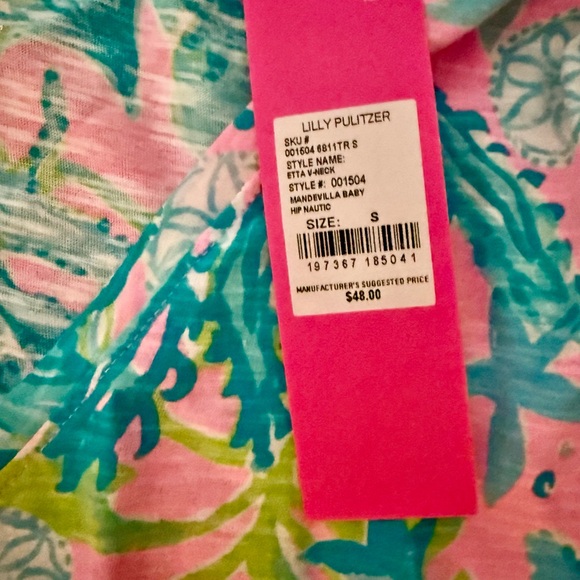 LILLY PULITZER
SKU #
001504 6811TR S
STYLE NAME:
ETTA V-NECK
STYLE #: 001504
MANDEVILLA BABY
HIP NAUTIC
SIZE: S
197367 185041
MANUFACTURER'S SUGGESTED PRICE
$48.00